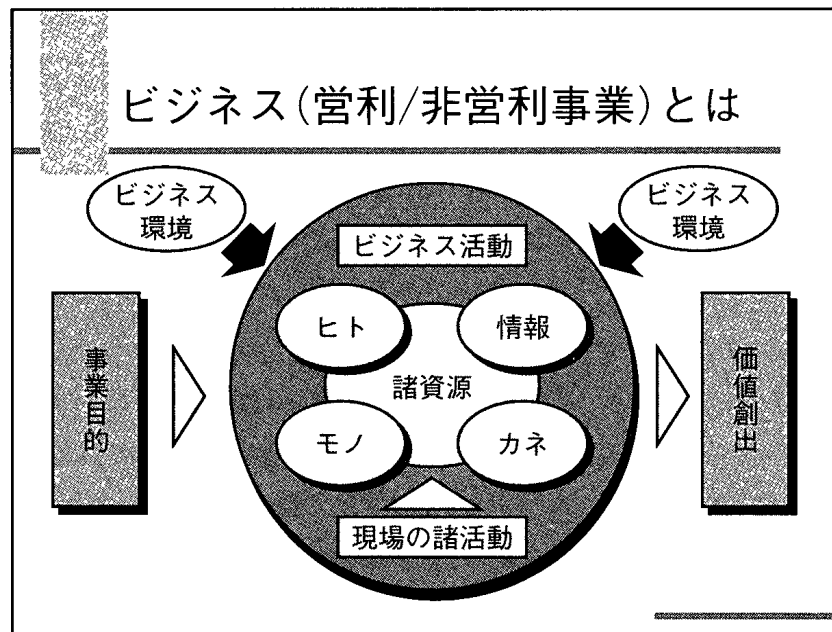 ビジネス(営利/非営利事業)とは
ビジネス
環境
ビジネス
環境
ビジネス活動
ヒト
情報
事業目的
諸資源
価値創出
モノ
カネ
現場の諸活動